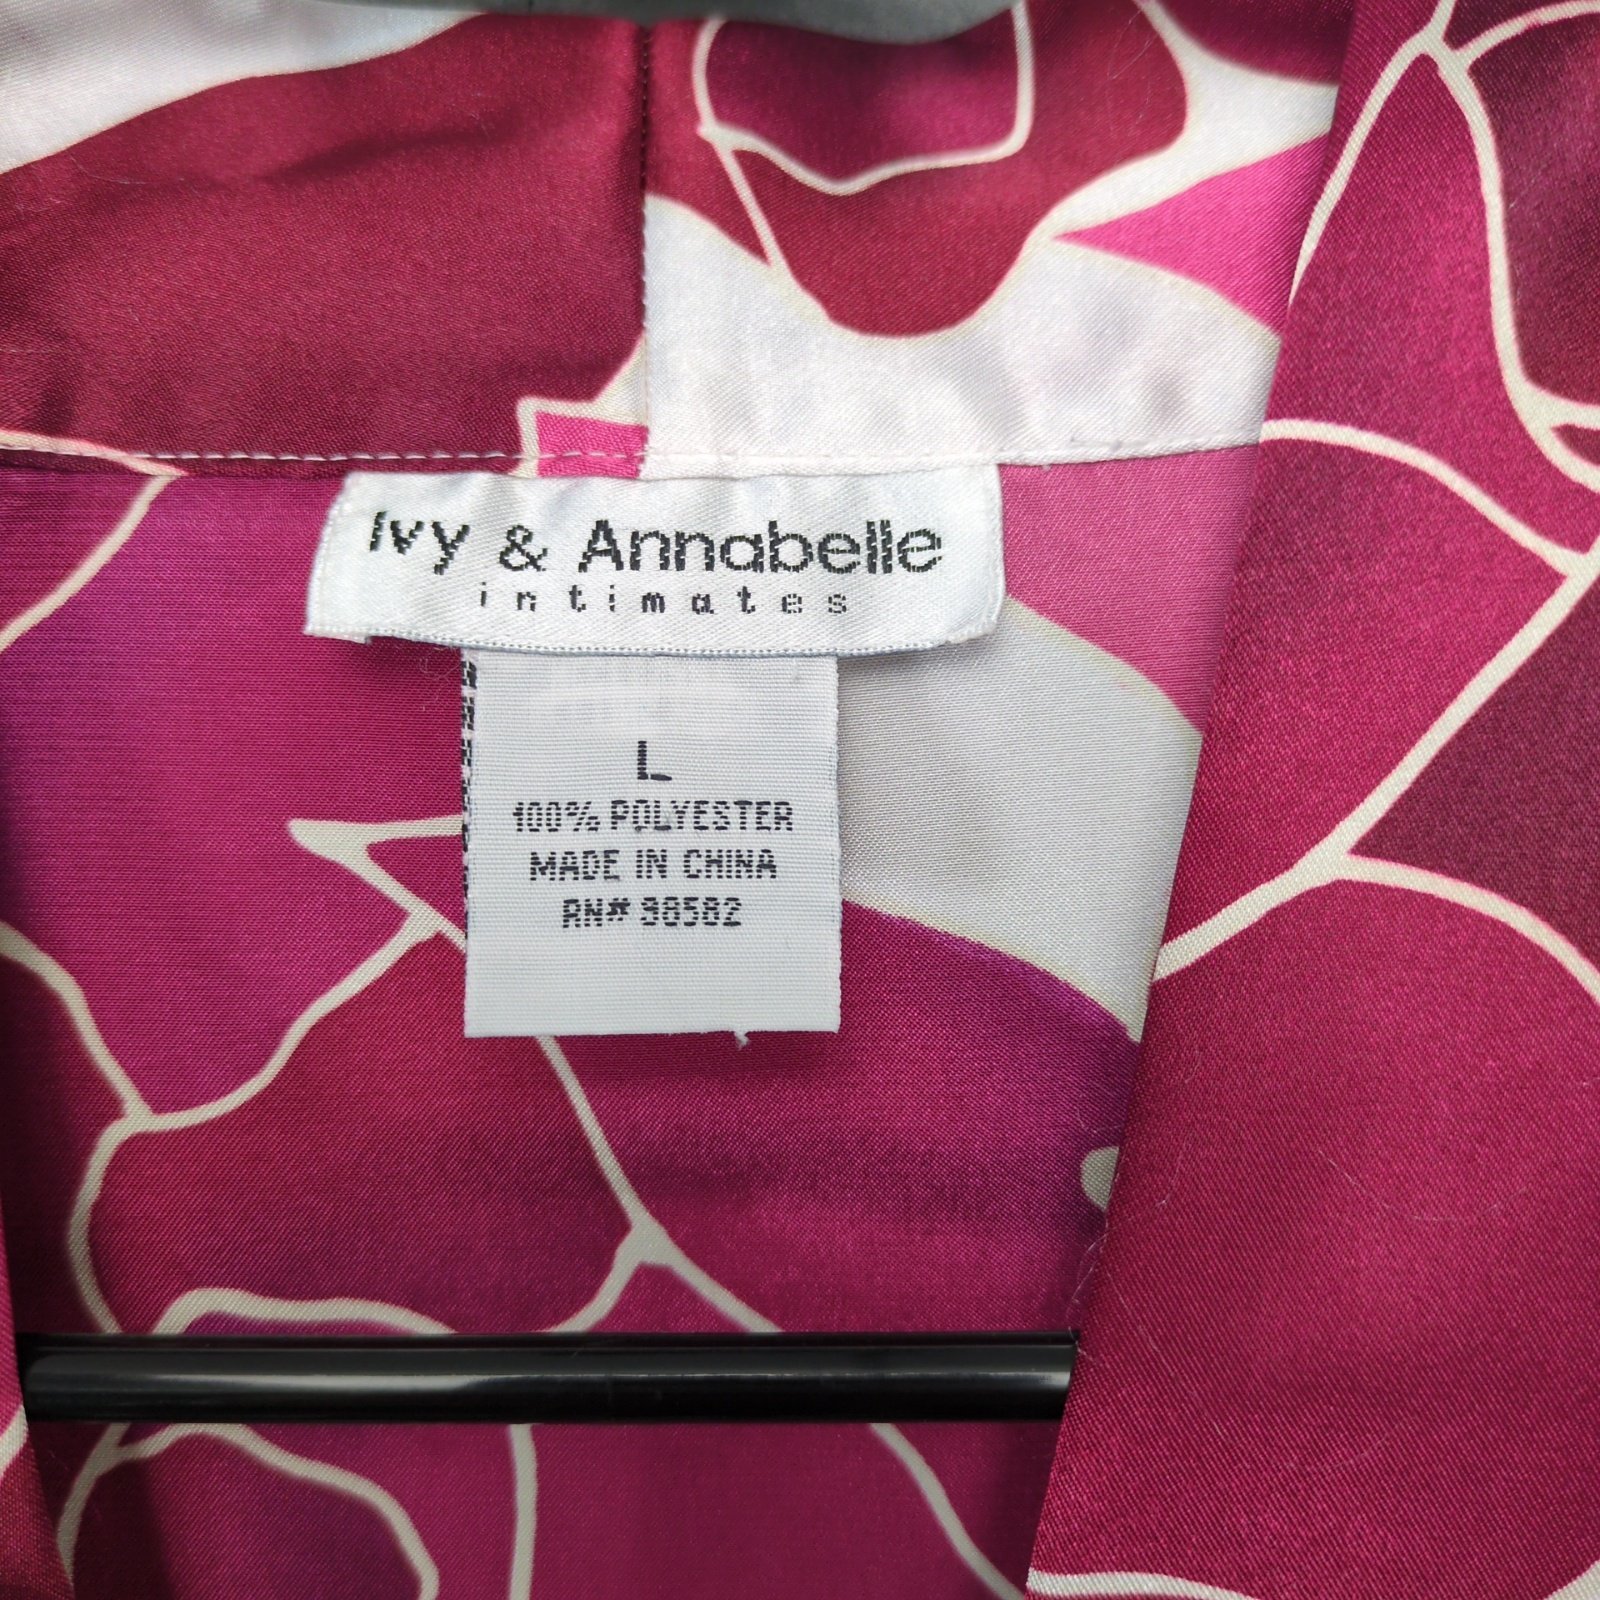 Ivy & Annabelle
intimates
L
100% POLYESTER
MADE IN CHINA
RN# 98582